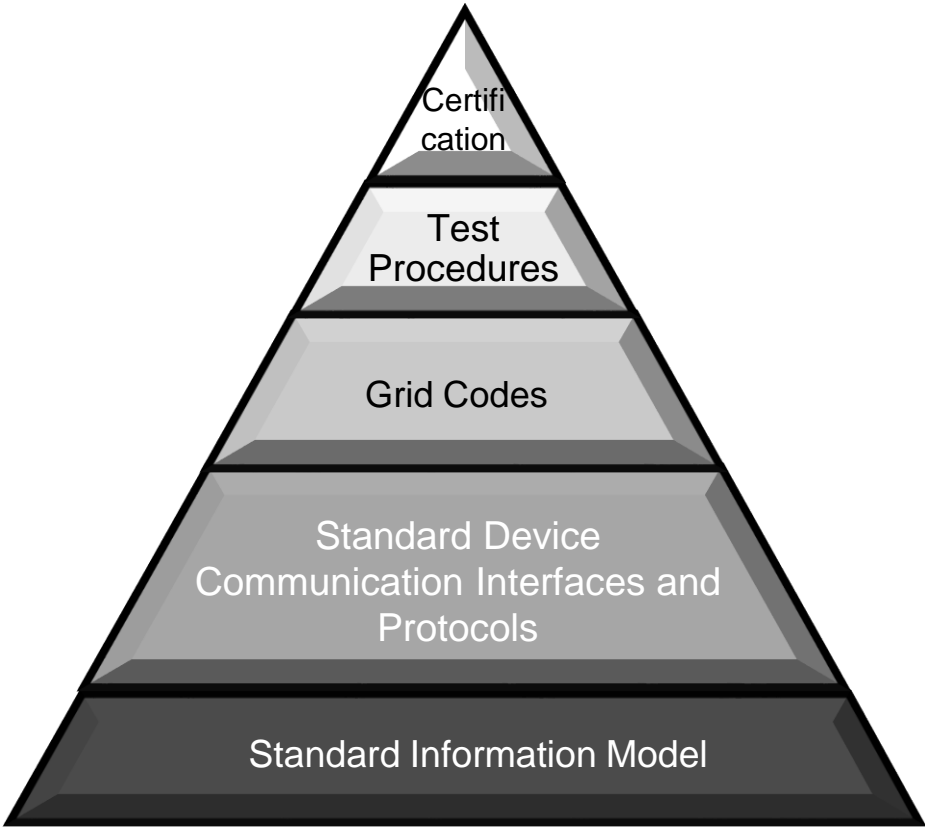 Certifi
cation
Test
Procedures
Grid Codes
Standard Device
Communication Interfaces and
Protocols
Standard Information Model